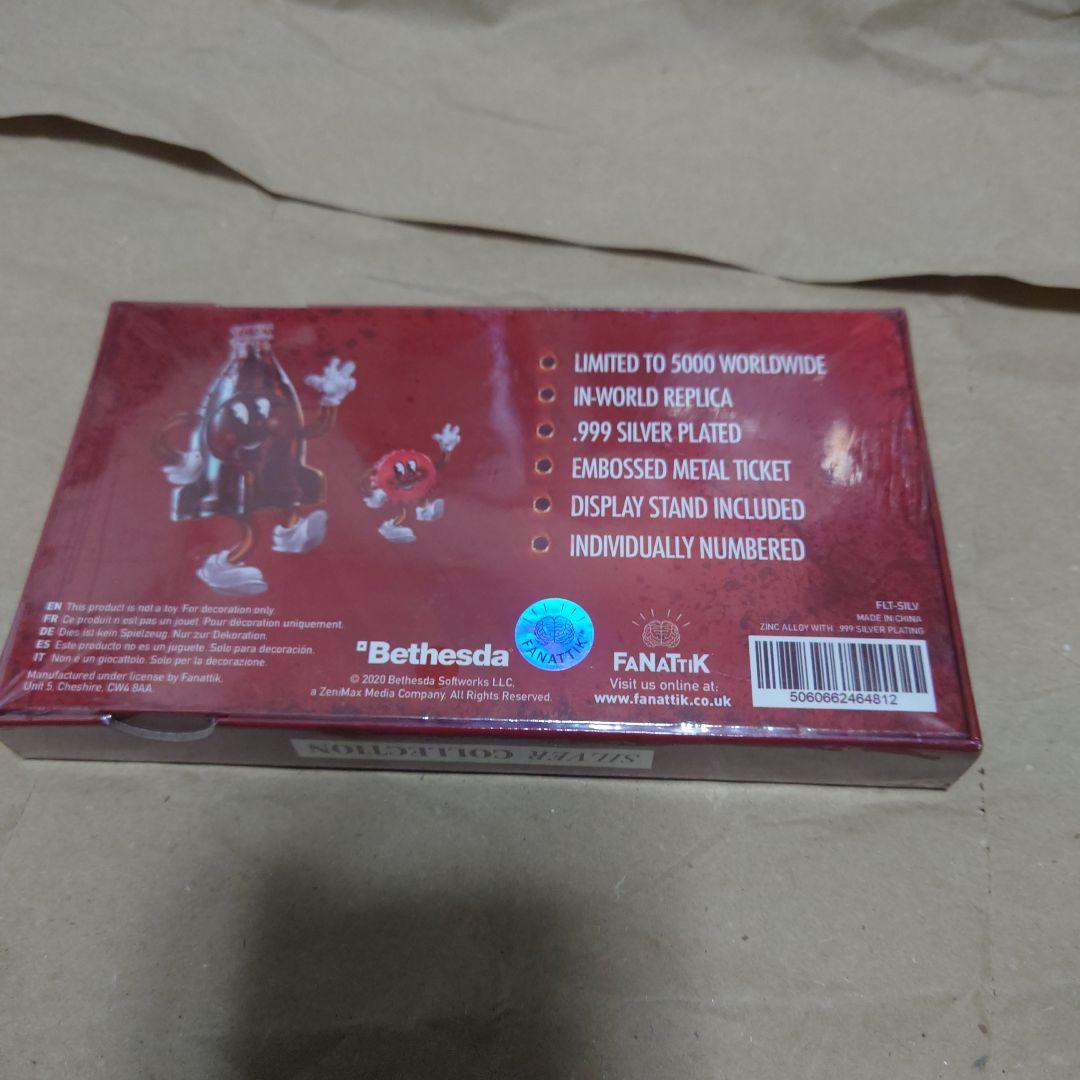 LIMITED TO 5000 WORLDWIDE
IN-WORLD REPLICA
.999 SILVER PLATED
EMBOSSED METAL TICKET
DISPLAY STAND INCLUDED
INDIVIDUALLY NUMBERED
EN This product is not a toy. For decoration only.
FR Ce produit n'est pas un jouet. Pour décoration uniquement.
DE Dies ist kein Spielzeug. Nur zur Dekoration.
ES Este producto no es un juguete. Solo para decoración.
IT Non è un giocattolo. Solo per la decorazione.
Manufactured under license by Fanattik.
Unit 5, Cheshire, CW4 8AA.
Bethesda
© 2020 Bethesda Softworks LLC,
a ZeniMax Media Company. All Rights Reserved.
FANATTIK
FANATTIK
Visit us online at:
www.fanattik.co.uk
FLT-SILV
MADE IN CHINA
ZINC ALLOY WITH .999 SILVER PLATING
5060662464812
SILVER COLLECTION